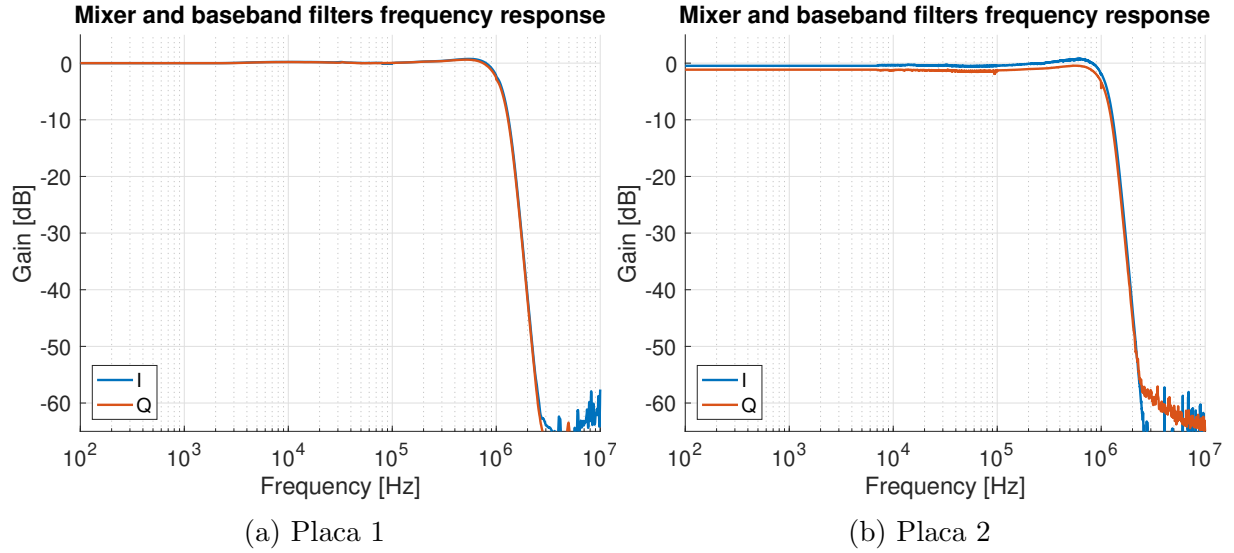 Mixer and baseband filters frequency response
0
-10
-20
-30
-40
-50
-60
Gain [dB]
I
Q
10^2 10^3 10^4 10^5 10^6 10^7
Frequency [Hz]
(a) Placa 1
Mixer and baseband filters frequency response
0
-10
-20
-30
-40
-50
-60
Gain [dB]
I
Q
10^2 10^3 10^4 10^5 10^6 10^7
Frequency [Hz]
(b) Placa 2